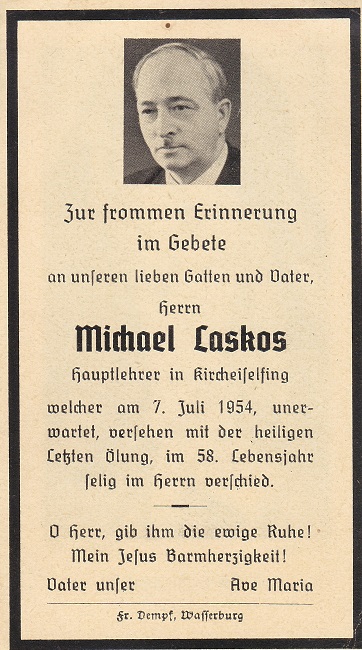 Zur frommen Erinnerung
im Gebete
an unseren lieben Gatten und Vater,
Herrn
Michael Laskos
Hauptlehrer in Kircheiselfing
welcher am 7. Juli 1954, uner-
wartet, versehen mit der heiligen
Letzten Ölung, im 58. Lebensjahr
selig im Herrn verschied.
O Herr, gib ihm die ewige Ruhe!
Mein Jesus Barmherzigkeit!
Vater unser Ave Maria
Fr. Dempf, Wasserburg